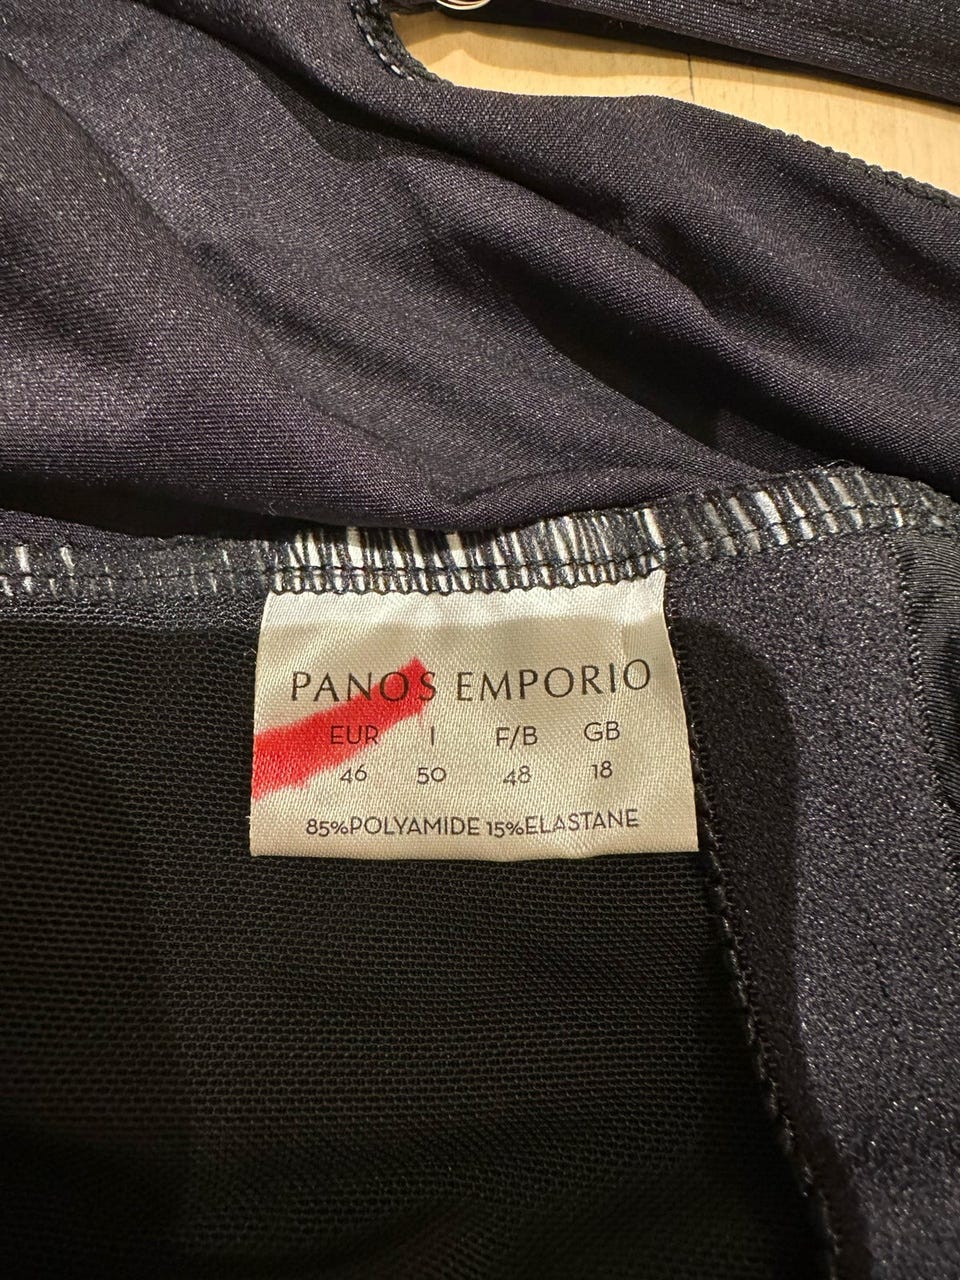 PANOS EMPORIO
EUR I F/B GB
46 50 48 18
85%POLYAMIDE 15%ELASTANE